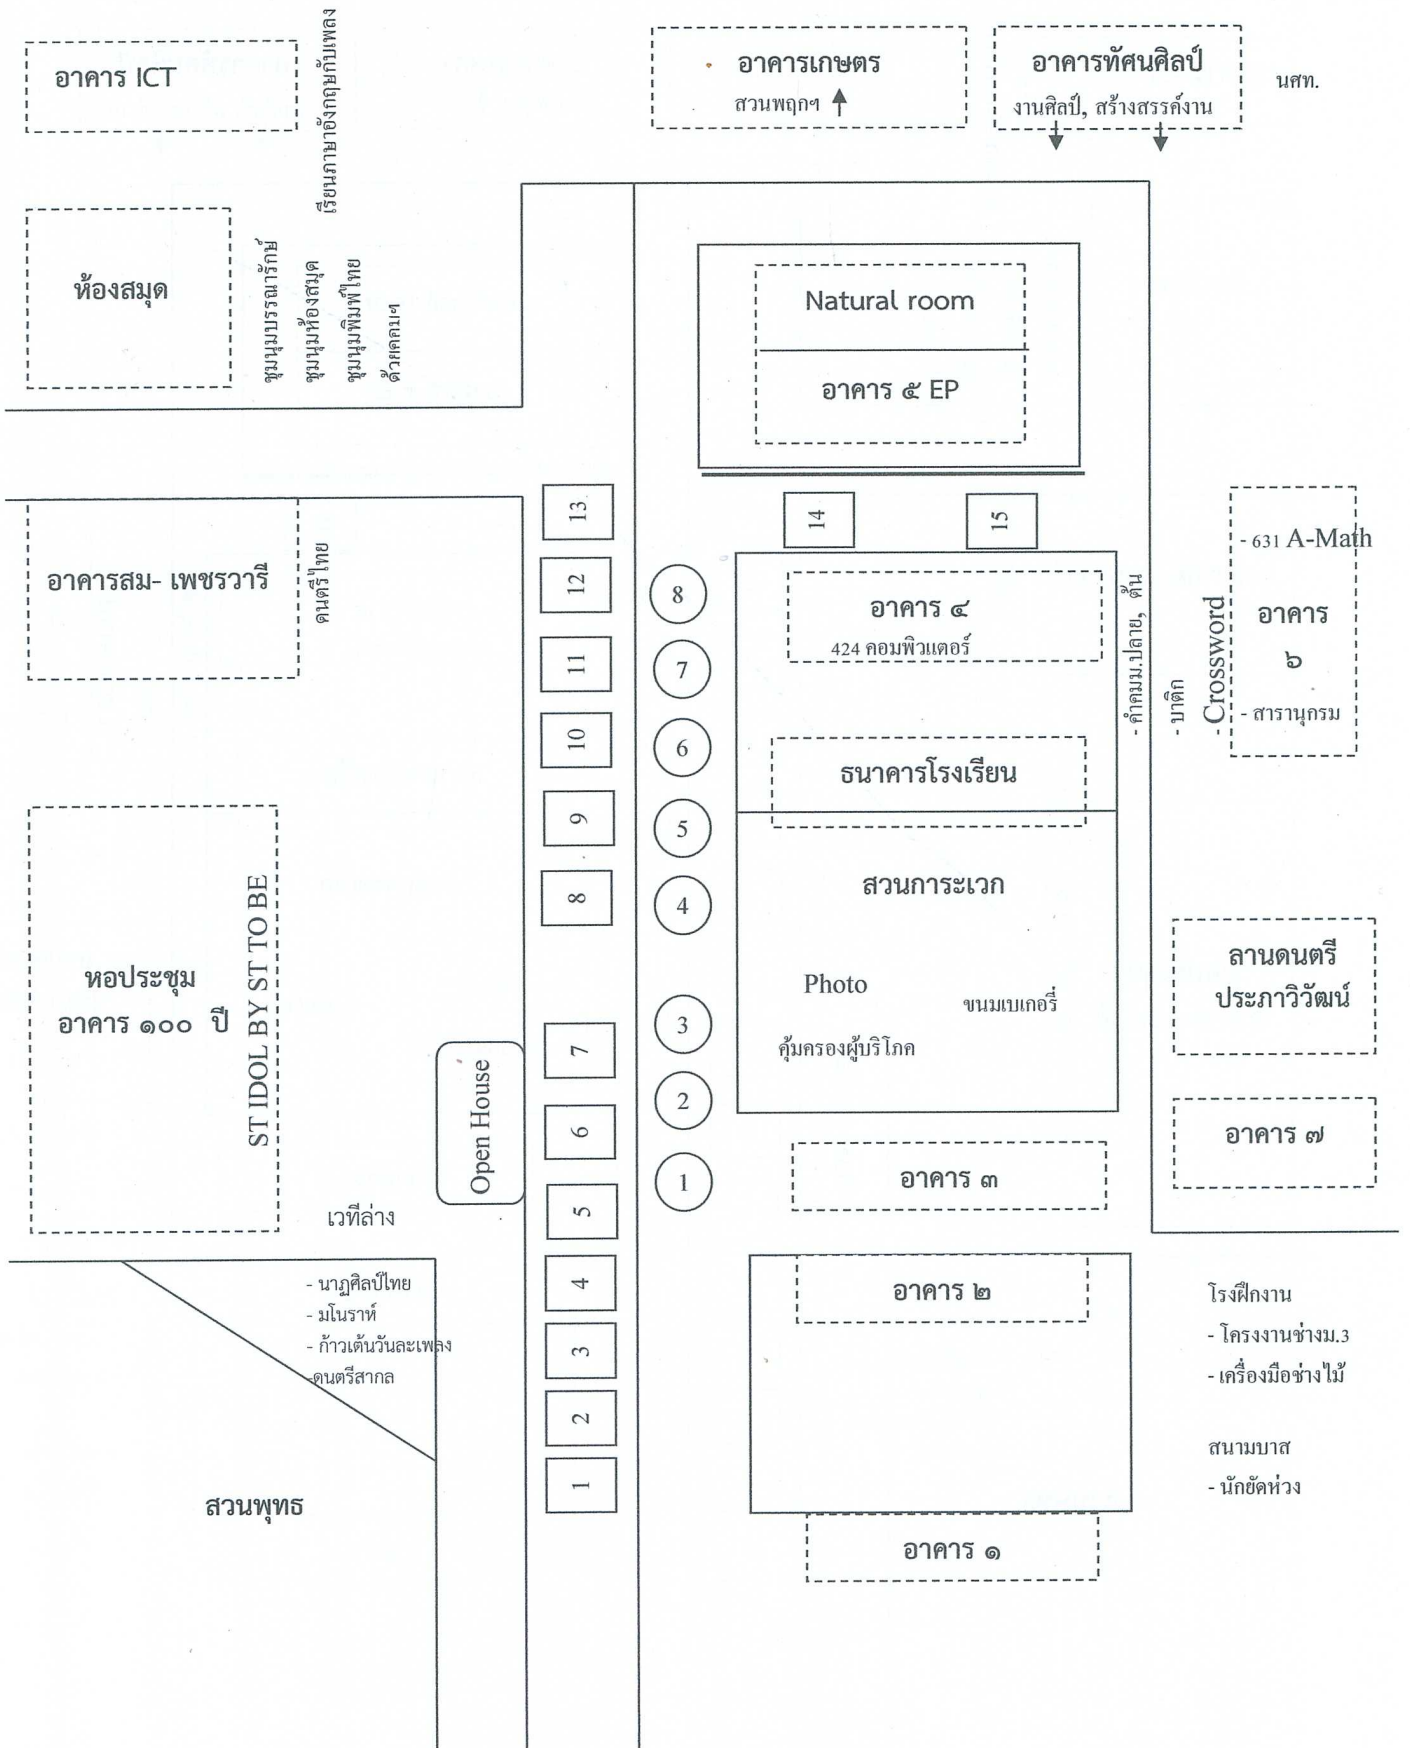 อาคาร ICT
เรียนภาษาอังกฤษกับเพลง
อาคารเกษตร
สวนพฤกฯ
อาคารทัศนศิลป์
งานศิลป์, สร้างสรรค์งาน
นศท.
ห้องสมุด
ชุมนุมบรรณารักษ์
ชุมนุมห้องสมุด
ชุมนุมพิมพ์ไทย
ด้วยคคมฯ
Natural room
อาคาร ๕ EP
อาคารสม- เพชรวารี
ดนตรีไทย
13
12
11
10
9
8
7
6
5
4
3
2
1
14
15
8
7
6
5
4
3
2
1
อาคาร ๔
424 คอมพิวแตอร์
ธนาคารโรงเรียน
สวนการะเวก
Photo
ขนมเบเกอรี่
คุ้มครองผู้บริโภค
- คำคมม.ปลาย, ต้น
- บาติก
- Crossword
- 631 A-Math
อาคาร
๖
- สารานุกรม
หอประชุม
อาคาร ๑๐๐ ปี
ST IDOL BY ST TO BE
Open House
ลานดนตรี
ประภาวิวัฒน์
อาคาร ๗
อาคาร ๓
เวทีล่าง
- นาฏศิลป์ไทย
- มโนราห์
- ก้าวเต้นวันละเพลง
-ดนตรีสากล
สวนพุทธ
อาคาร ๒
อาคาร ๑
โรงฝึกงาน
- โครงงานช่างม.3
- เครื่องมือช่างไม้
สนามบาส
- นักยัดห่วง